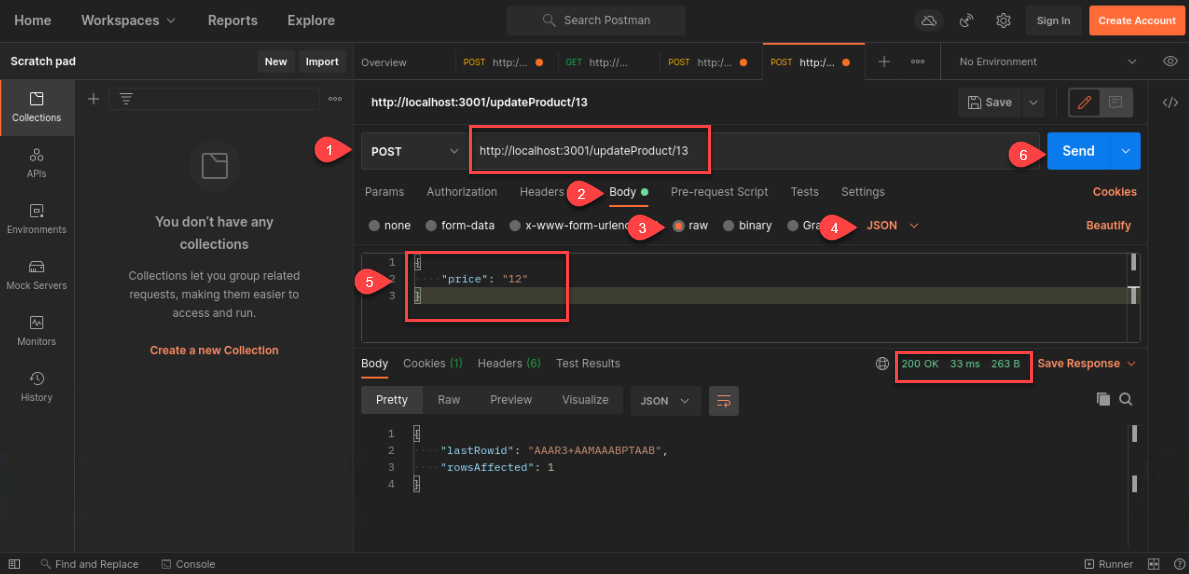 Home Workspaces Reports Explore Search Postman Sign In Create Account
Scratch pad New Import
Overview POST http:/... GET http://... POST http:/... POST http:/... No Environment
http://localhost:3001/updateProduct/13 Save
1 POST http://localhost:3001/updateProduct/13 6 Send
Params Authorization Headers 2 Body Pre-request Script Tests Settings Cookies
none form-data x-www-form-urlenc 3 raw binary Gra 4 JSON Beautify
1 {
5 2 "price": "12"
3 }
Collections
APIs
Environments
Mock Servers
Monitors
History
You don't have any
collections
Collections let you group related
requests, making them easier to
access and run.
Create a new Collection
Body Cookies (1) Headers (6) Test Results 200 OK 33 ms 263 B Save Response
Pretty Raw Preview Visualize JSON
1 {
2 "lastRowid": "AAAR3+AAMAAABPTAAB",
3 "rowsAffected": 1
4 }
Find and Replace Console Runner